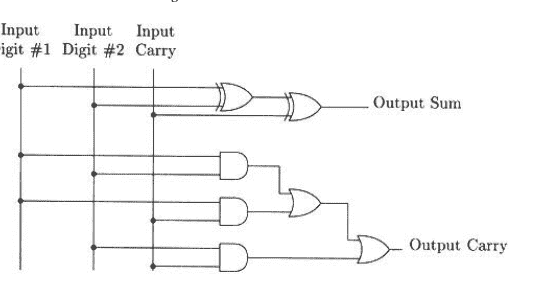 Input Input Input
igit #1 Digit #2 Carry
Output Sum
Output Carry